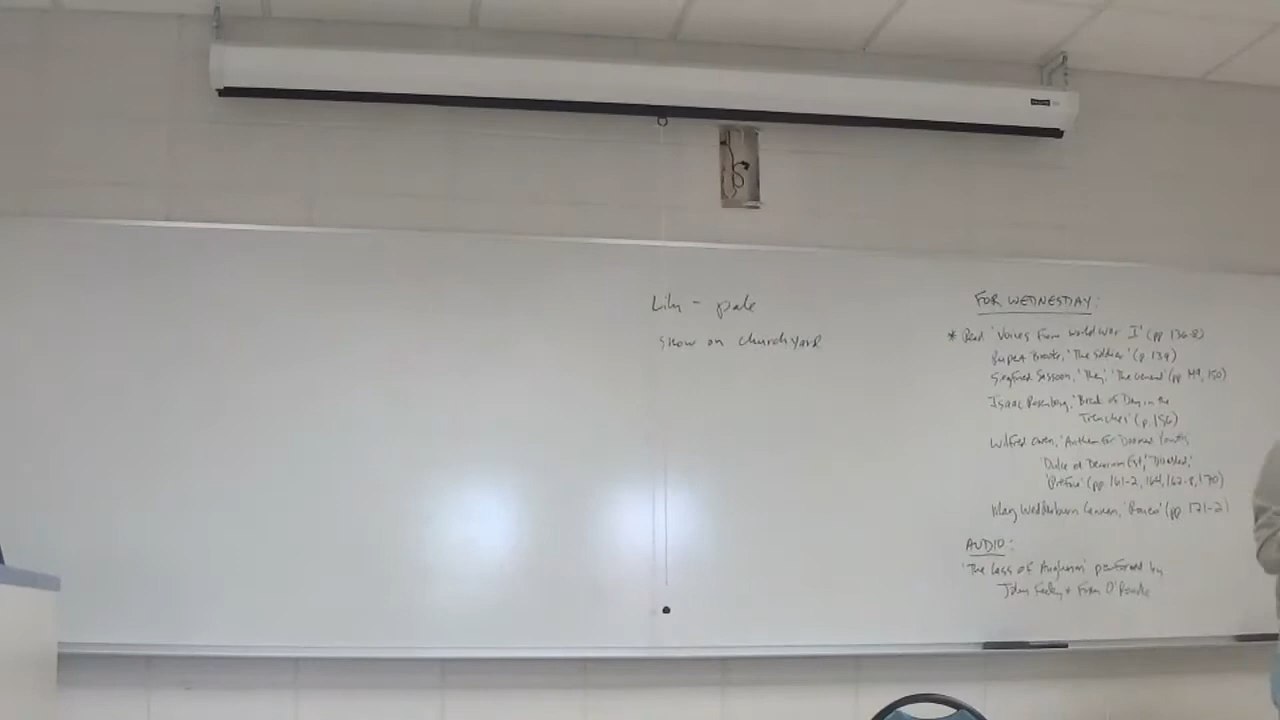 Lily - pale
snow on churchyard
FOR WEDNESDAY:
* Read 'Voices From World War I' (pp 136-8)
Rupert Brooke, 'The Soldier' (p. 139)
Siegfried Sassoon, 'They,' 'The General' (pp 149, 150)
Isaac Rosenberg, 'Break of Day in the
Trenches' (p. 156)
Wilfred Owen, 'Anthem For Doomed Youth,'
'Dulce et Decorum Est,' 'Disabled,'
'Preface' (pp. 161-2, 164, 170)
May Wedderburn Cannan, 'Rouen' (pp 171-2)
AUDIO:
'The Lass of Aughrim' performed by
John Feeley + Fran O'Rourke